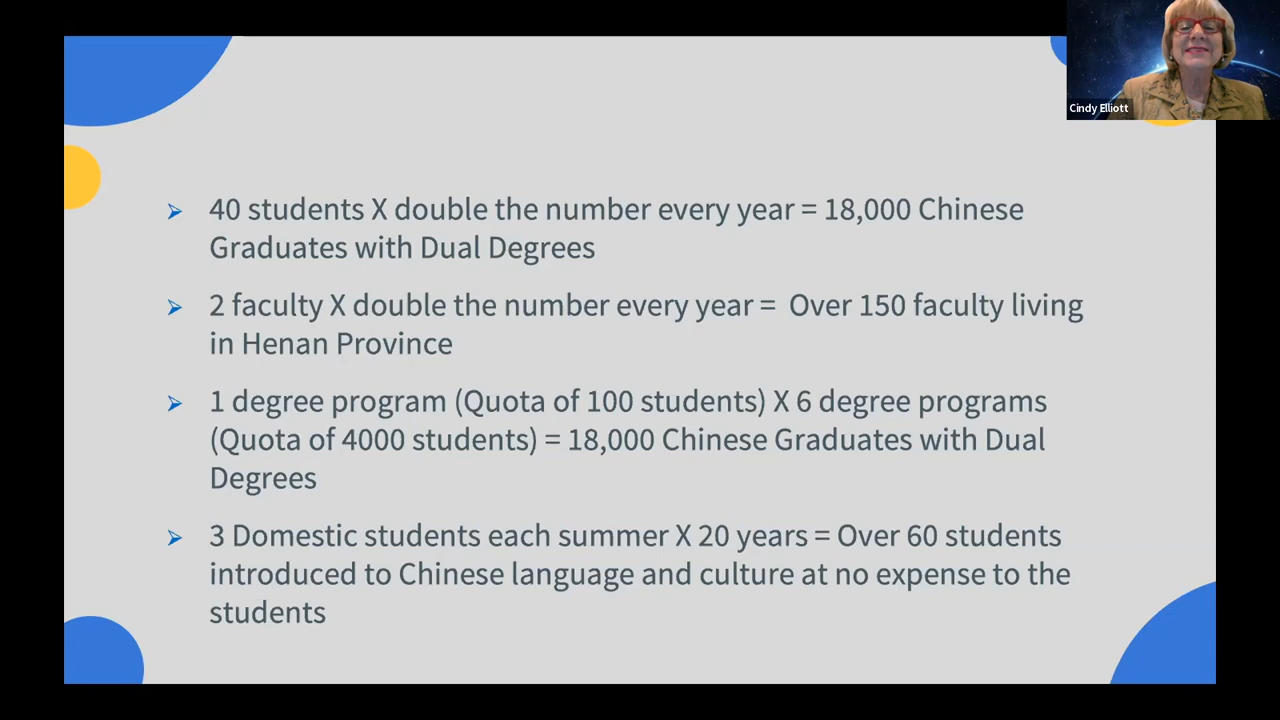 Cindy Elliott
➢ 40 students X double the number every year = 18,000 Chinese
Graduates with Dual Degrees
➢ 2 faculty X double the number every year = Over 150 faculty living
in Henan Province
➢ 1 degree program (Quota of 100 students) X 6 degree programs
(Quota of 4000 students) = 18,000 Chinese Graduates with Dual
Degrees
➢ 3 Domestic students each summer X 20 years = Over 60 students
introduced to Chinese language and culture at no expense to the
students